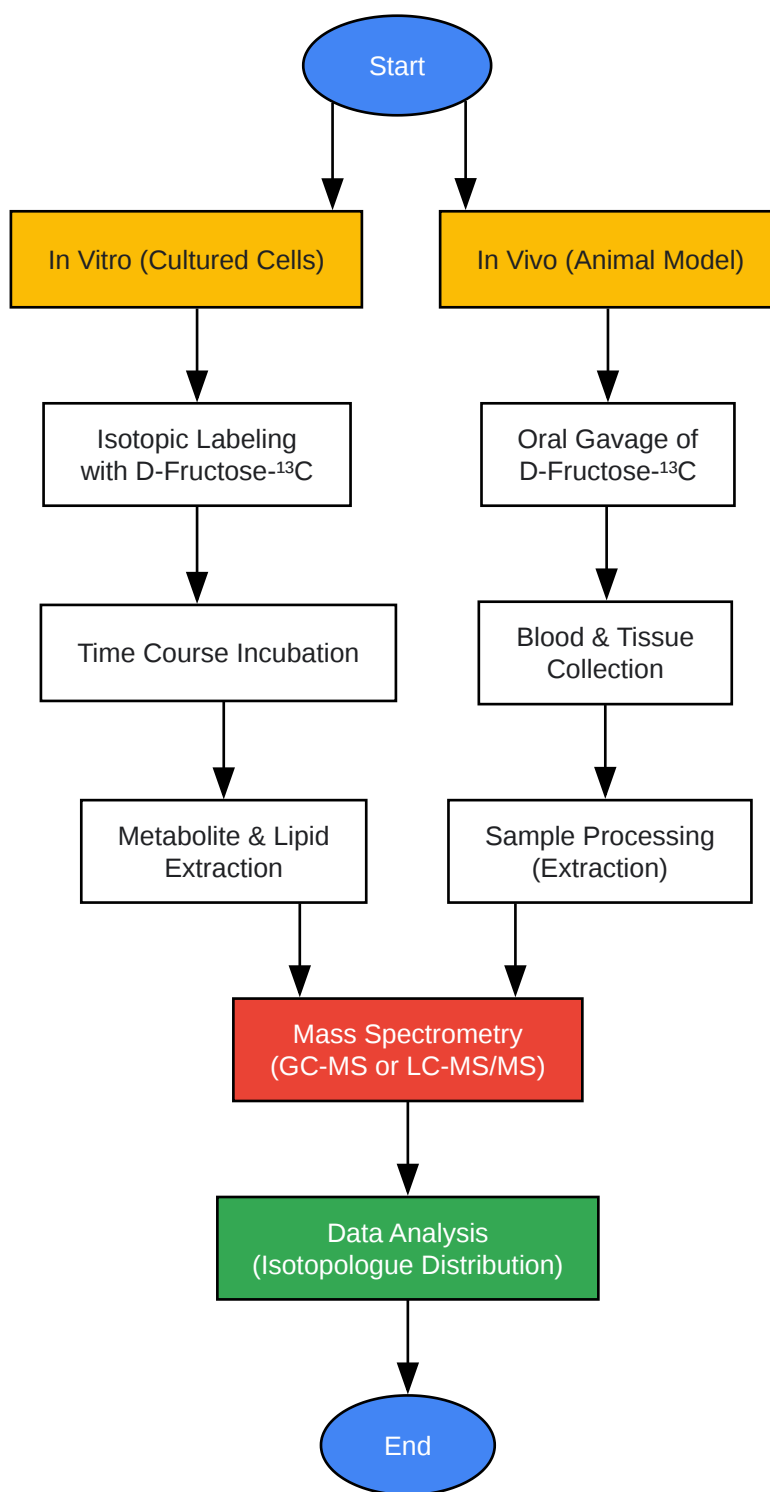 Start
In Vitro (Cultured Cells)
In Vivo (Animal Model)
Isotopic Labeling
with D-Fructose-¹³C
Oral Gavage of
D-Fructose-¹³C
Time Course Incubation
Blood & Tissue
Collection
Metabolite & Lipid
Extraction
Sample Processing
(Extraction)
Mass Spectrometry
(GC-MS or LC-MS/MS)
Data Analysis
(Isotopologue Distribution)
End